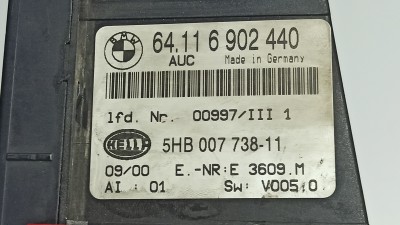 BMW
64.11 6 902 440
AUC Made in Germany
lfd. Nr. 00997/III 1
HELLA 5HB 007 738-11
09/00 E.-NR:E 3609.M
AI : 01 Sw: V005,0